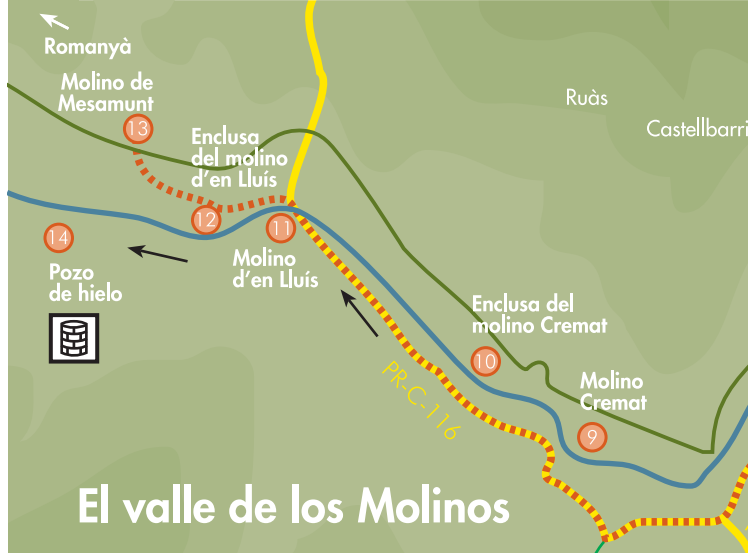 Romanyà
Molino de
Mesamunt
13
Ruàs
Castellbarri
Enclusa
del molino
d'en Lluís
12
11
14
Molino
d'en Lluís
Pozo
de hielo
Enclusa del
molino Cremat
10
Molino
Cremat
9
PR-C-116
El valle de los Molinos